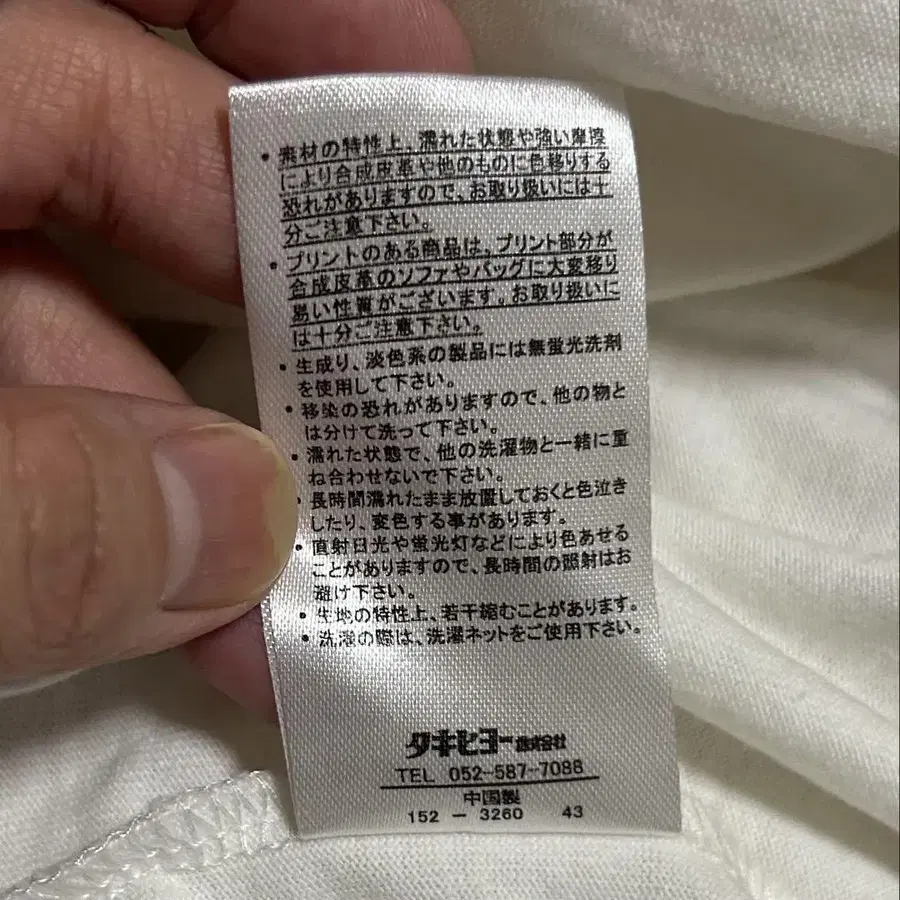 ・素材の特性上、濡れた状態や強い摩擦
により合成皮革や他のものに色移りする
恐れがありますので、お取り扱いには十
分ご注意下さい。
・プリントのある商品は、プリント部分が
合成皮革のソファやバッグに大変移り
易い性質がございます。お取り扱いに
は十分ご注意下さい。
・生成り、淡色系の製品には無蛍光洗剤
を使用して下さい。
・移染の恐れがありますので、他の物と
は分けて洗って下さい。
・濡れた状態で、他の洗濯物と一緒に重
ね合わせないで下さい。
・長時間濡れたまま放置しておくと色泣き
したり、変色する事があります。
・直射日光や蛍光灯などにより色あせる
ことがありますので、長時間の照射はお
避け下さい。
・生地の特性上、若干縮むことがあります。
・洗濯の際は、洗濯ネットをご使用下さい。
タキヒヨー株式会社
TEL 052-587-7088
中国製
152 - 3260 43